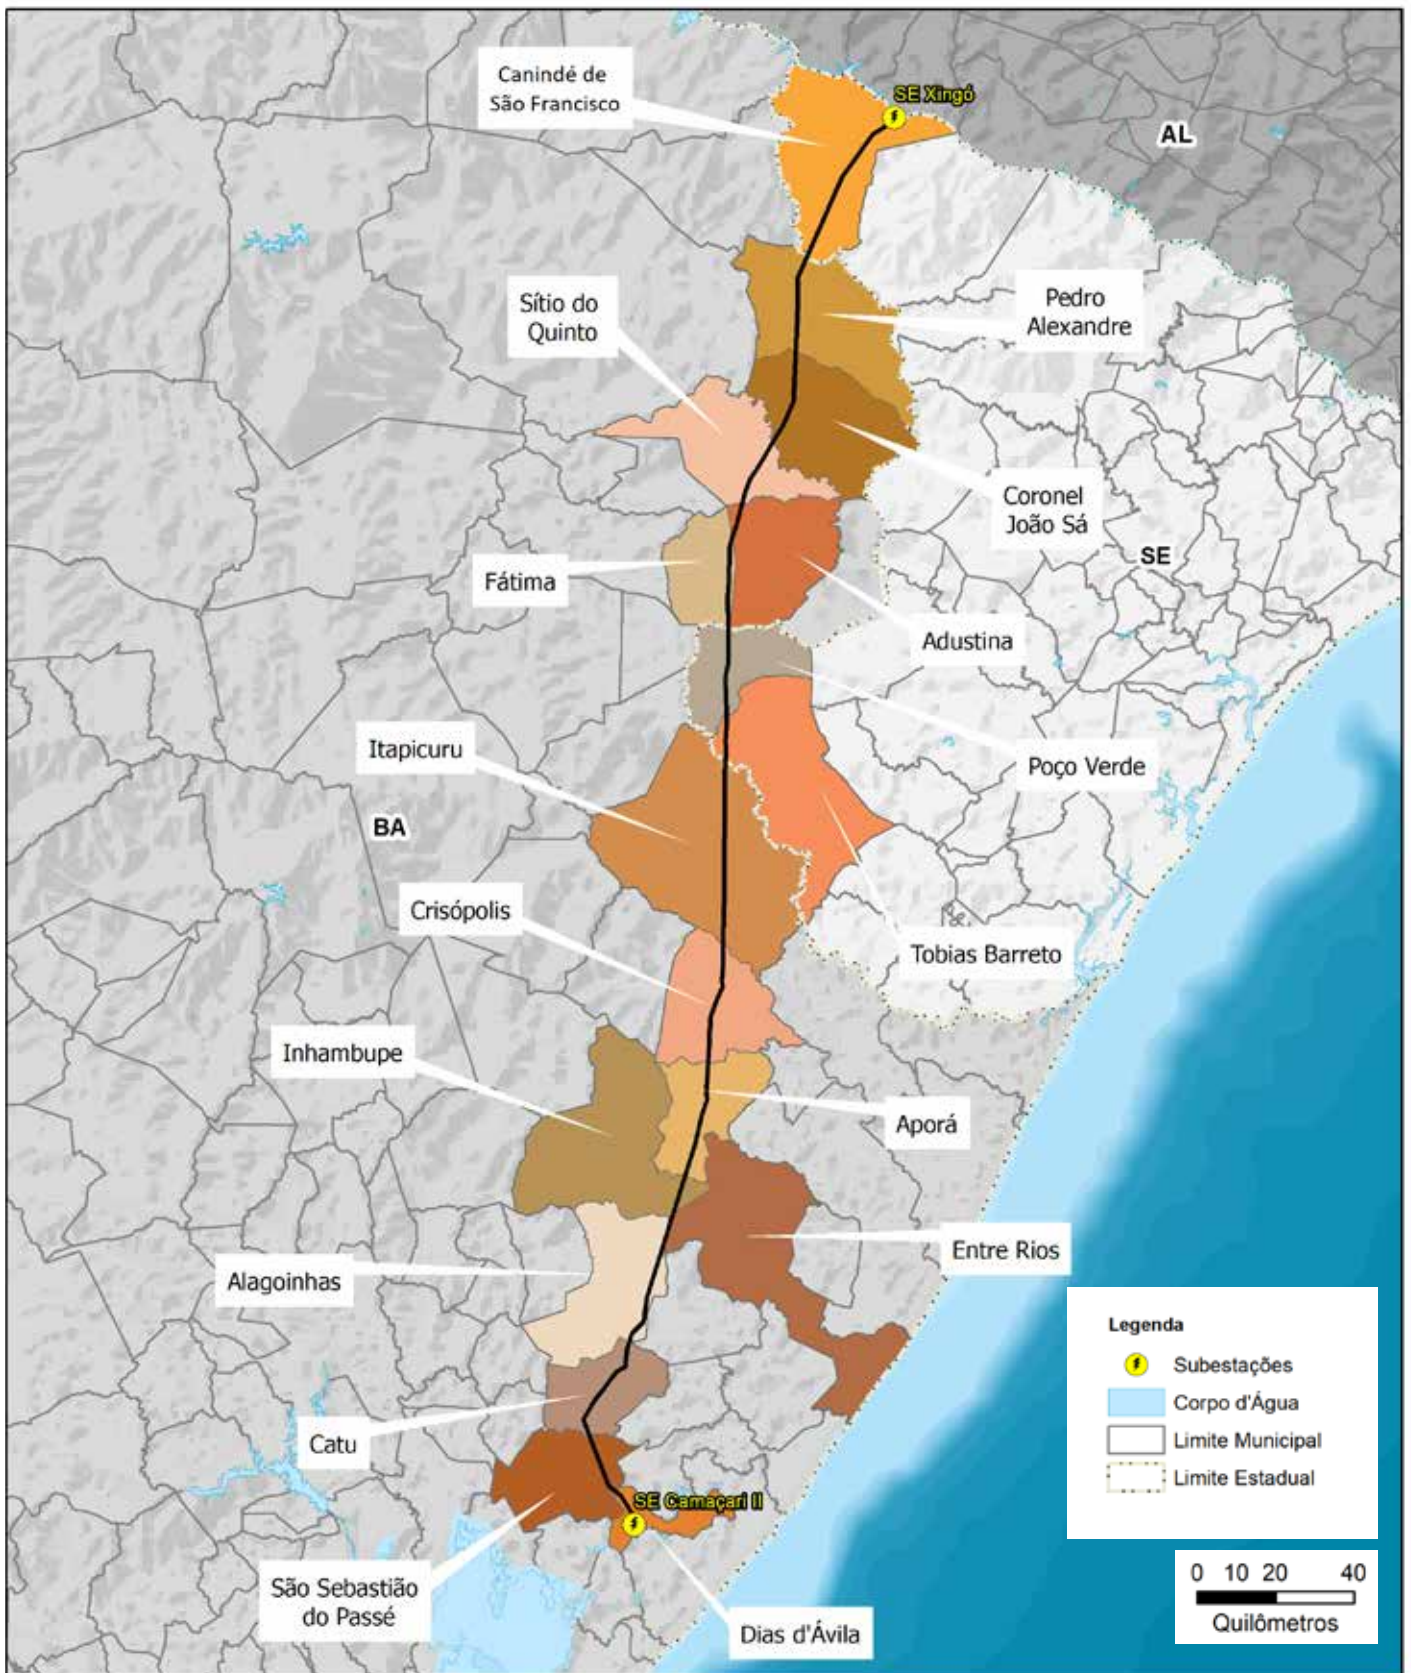 Canindé de
São Francisco
SE Xingó
AL
Sítio do
Quinto
Pedro
Alexandre
Coronel
João Sá
SE
Fátima
Adustina
Itapicuru
Poço Verde
BA
Crisópolis
Tobias Barreto
Inhambupe
Aporá
Entre Rios
Alagoinhas
Legenda
Subestações
Corpo d'Água
Limite Municipal
Limite Estadual
Catu
SE Camaçari II
São Sebastião
do Passé
Dias d'Ávila
0 10 20 40
Quilômetros